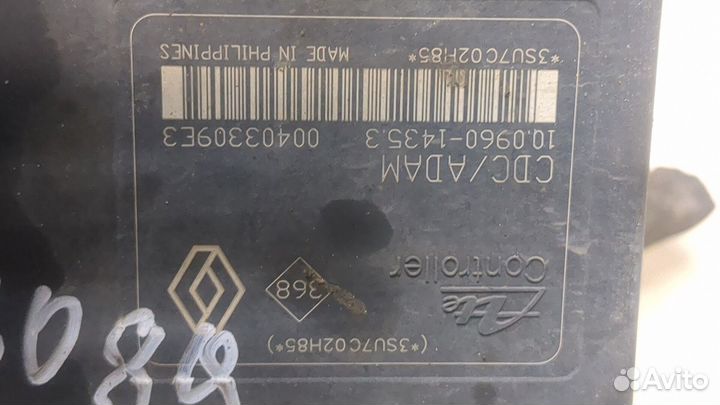 (*3SU7C02H85*)
Ate
Controller
368
CDC/ADAM
10.0960-1435.3 00403309E3
*3SU7C02H85* MADE IN PHILIPPINES
Avito